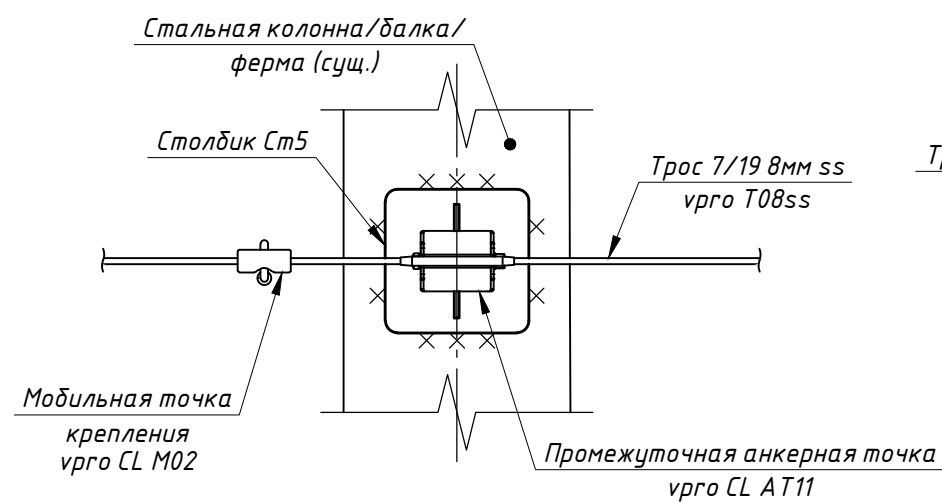 Стальная колонна/балка/
ферма (сущ.)
Столбик Ст5
Трос 7/19 8мм ss
vpro T08ss
Мобильная точка
крепления
vpro CL M02
Промежуточная анкерная точка
vpro CL AT11